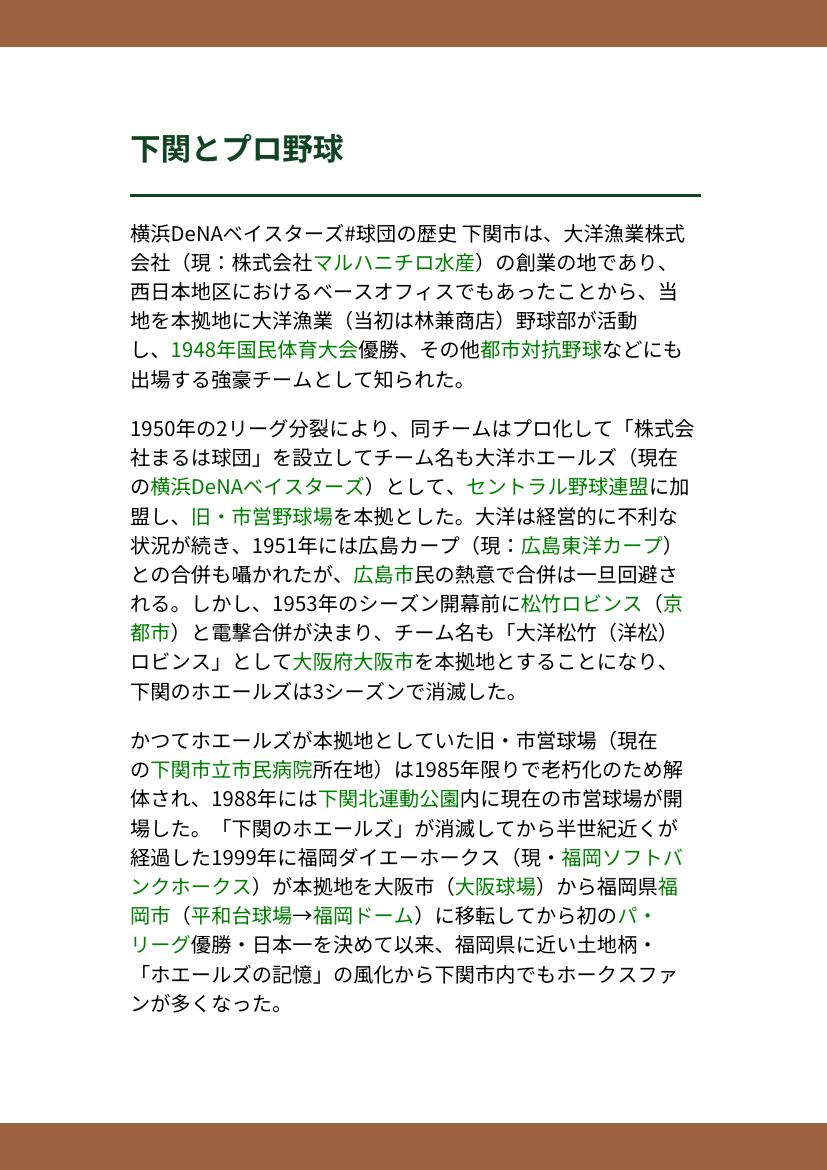 下関とプロ野球
横浜DeNAベイスターズ#球団の歴史 下関市は、大洋漁業株式
会社（現：株式会社マルハニチロ水産）の創業の地であり、
西日本地区におけるベースオフィスでもあったことから、当
地を本拠地に大洋漁業（当初は林兼商店）野球部が活動
し、1948年国民体育大会優勝、その他都市対抗野球などにも
出場する強豪チームとして知られた。
1950年の2リーグ分裂により、同チームはプロ化して「株式会
社まるは球団」を設立してチーム名も大洋ホエールズ（現在
の横浜DeNAベイスターズ）として、セントラル野球連盟に加
盟し、旧・市営野球場を本拠とした。大洋は経営的に不利な
状況が続き、1951年には広島カープ（現：広島東洋カープ）
との合併も囁かれたが、広島市民の熱意で合併は一旦回避さ
れる。しかし、1953年のシーズン開幕前に松竹ロビンス（京
都市）と電撃合併が決まり、チーム名も「大洋松竹（洋松）
ロビンス」として大阪府大阪市を本拠地とすることになり、
下関のホエールズは3シーズンで消滅した。
かつてホエールズが本拠地としていた旧・市営球場（現在
の下関市立市民病院所在地）は1985年限りで老朽化のため解
体され、1988年には下関北運動公園内に現在の市営球場が開
場した。「下関のホエールズ」が消滅してから半世紀近くが
経過した1999年に福岡ダイエーホークス（現・福岡ソフトバ
ンクホークス）が本拠地を大阪市（大阪球場）から福岡県福
岡市（平和台球場→福岡ドーム）に移転してから初のパ・
リーグ優勝・日本一を決めて以来、福岡県に近い土地柄・
「ホエールズの記憶」の風化から下関市内でもホークスファ
ンが多くなった。